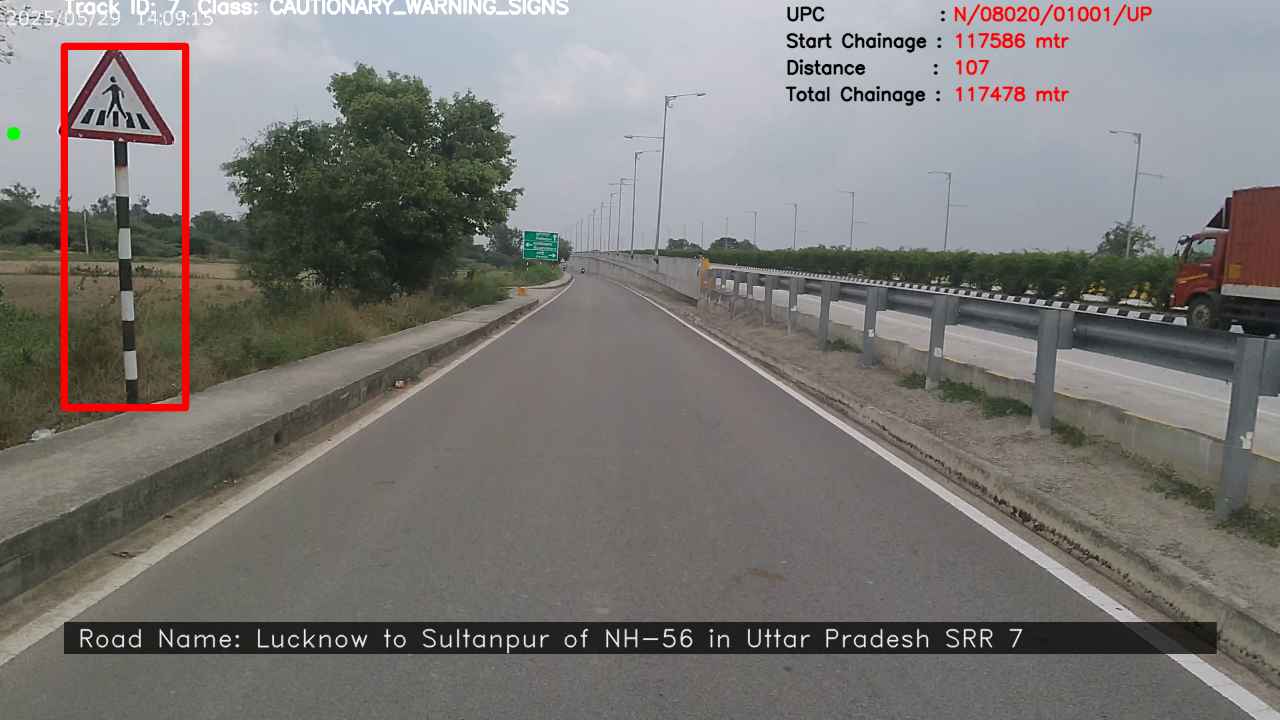 Track ID: 7, Class: CAUTIONARY_WARNING_SIGNS
2025/05/29 14:09:15
UPC : N/08020/01001/UP
Start Chainage : 117586 mtr
Distance : 107
Total Chainage : 117478 mtr
Road Name: Lucknow to Sultanpur of NH-56 in Uttar Pradesh SRR 7